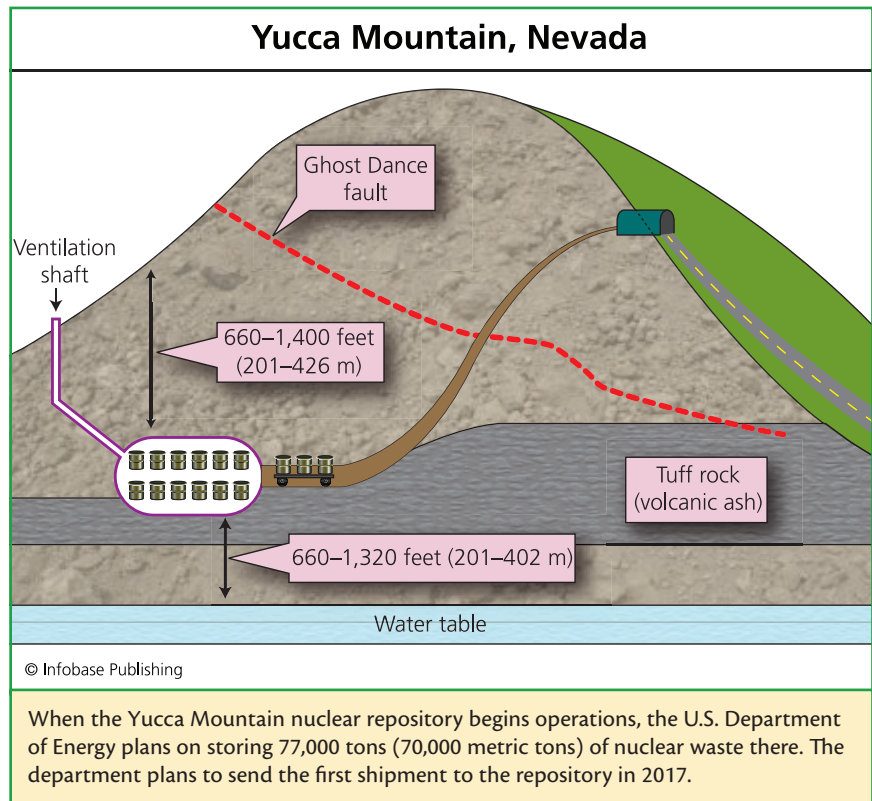 Yucca Mountain, Nevada
Ghost Dance
fault
Ventilation
shaft
660–1,400 feet
(201–426 m)
Tuff rock
(volcanic ash)
660–1,320 feet (201–402 m)
Water table
© Infobase Publishing
When the Yucca Mountain nuclear repository begins operations, the U.S. Department
of Energy plans on storing 77,000 tons (70,000 metric tons) of nuclear waste there. The
department plans to send the first shipment to the repository in 2017.